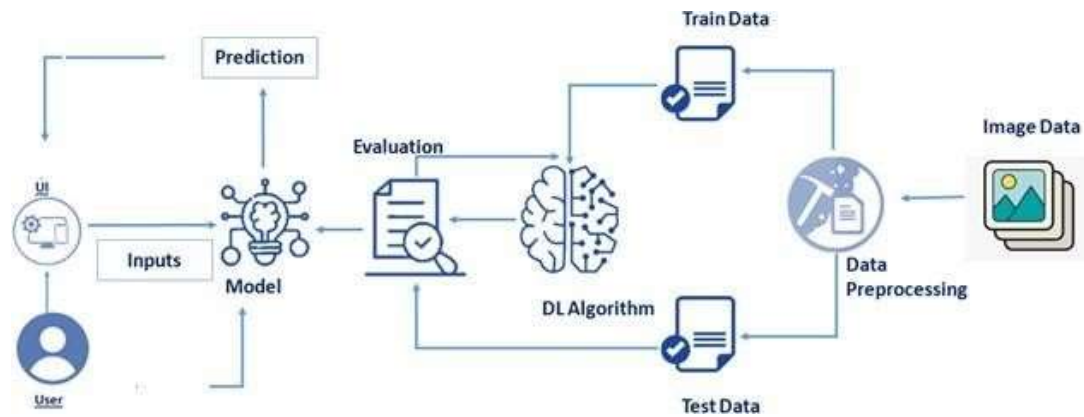 Train Data
Prediction
Image Data
Evaluation
UI
Inputs
Model
Data
Preprocessing
DL Algorithm
User
Test Data